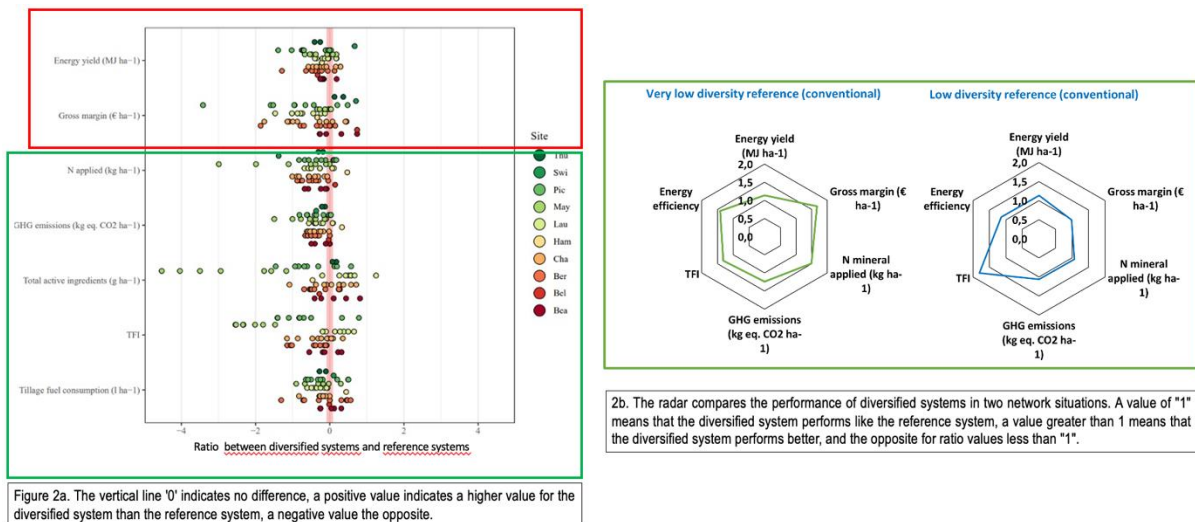 Energy yield (MJ ha−1)
Gross margin (€ ha−1)
N applied (kg ha−1)
GHG emissions (kg eq. CO2 ha−1)
Total active ingredients (g ha−1)
TFI
Tillage fuel consumption (l ha−1)
−4
−2
0
2
4
Ratio between diversified systems and reference systems
Site
Thu
Swi
Pic
May
Lau
Ham
Cha
Ber
Bel
Bea
Figure 2a. The vertical line '0' indicates no difference, a positive value indicates a higher value for the
diversified system than the reference system, a negative value the opposite.
Very low diversity reference (conventional)
Energy yield
(MJ ha-1)
2,0
1,5
1,0
0,5
0,0
Gross margin (€
ha-1)
N mineral
applied (kg ha-
1)
GHG emissions
(kg eq. CO2 ha-
1)
TFI
Energy
efficiency
Low diversity reference (conventional)
Energy yield
(MJ ha-1)
2,0
1,5
1,0
0,5
0,0
Gross margin (€
ha-1)
N mineral
applied (kg ha-
1)
GHG emissions
(kg eq. CO2 ha-
1)
TFI
Energy
efficiency
2b. The radar compares the performance of diversified systems in two network situations. A value of "1"
means that the diversified system performs like the reference system, a value greater than 1 means that
the diversified system performs better, and the opposite for ratio values less than "1".